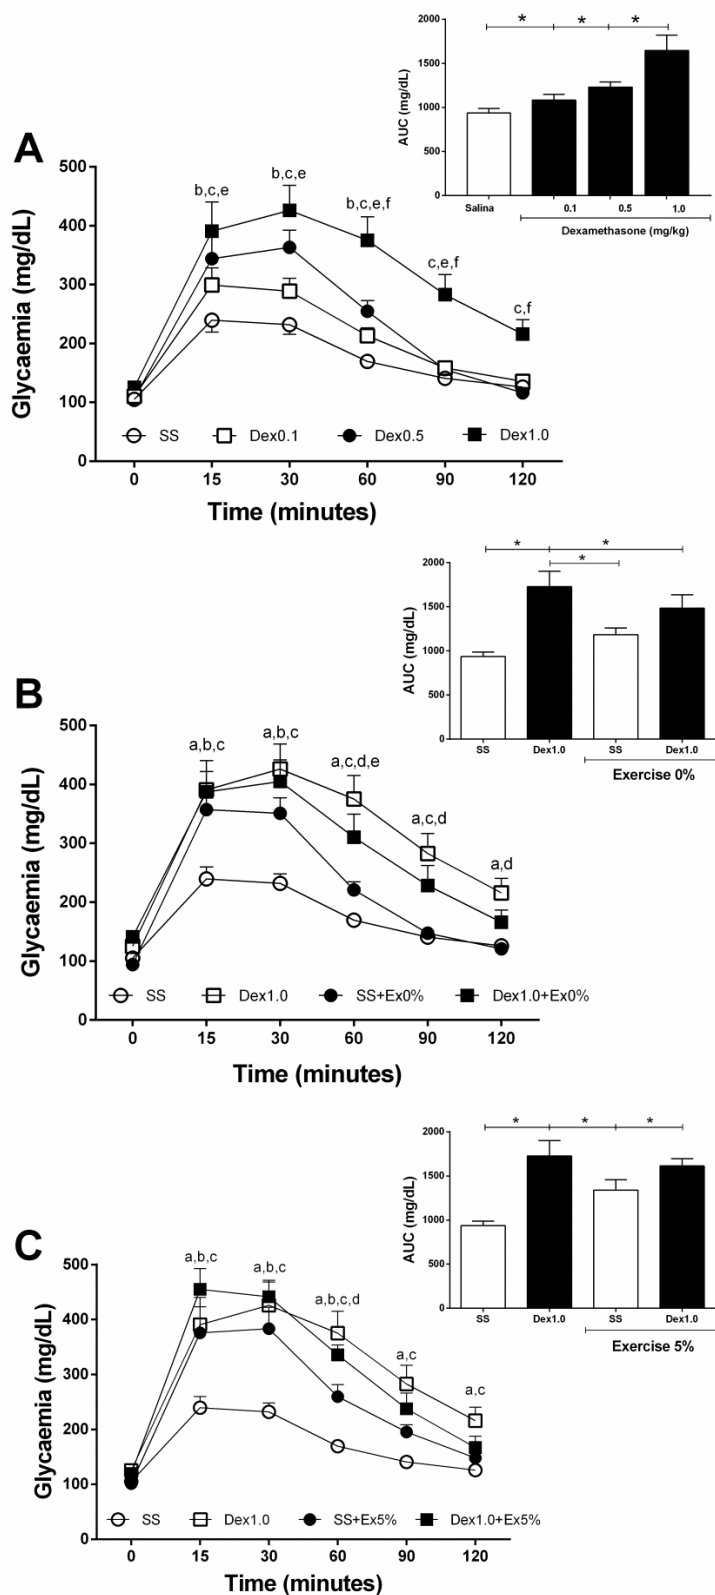 * * *
2000
1500
1000
500
0
AUC (mg/dL)
Salina 0.1 0.5 1.0
Dexamethasone (mg/kg)
A
500
400
300
200
100
0
Glycaemia (mg/dL)
b,c,e b,c,e b,c,e,f c,e,f c,f
SS Dex0.1 Dex0.5 Dex1.0
0 15 30 60 90 120
Time (minutes)
* * *
2000
1500
1000
500
0
AUC (mg/dL)
SS Dex1.0 SS Dex1.0
Exercise 0%
B
500
400
300
200
100
0
Glycaemia (mg/dL)
a,b,c a,b,c a,c,d,e a,c,d a,d
SS Dex1.0 SS+Ex0% Dex1.0+Ex0%
0 15 30 60 90 120
Time (minutes)
* * *
2000
1500
1000
500
0
AUC (mg/dL)
SS Dex1.0 SS Dex1.0
Exercise 5%
C
500
400
300
200
100
0
Glycaemia (mg/dL)
a,b,c a,b,c a,b,c,d a,c a,c
SS Dex1.0 SS+Ex5% Dex1.0+Ex5%
0 15 30 60 90 120
Time (minutes)